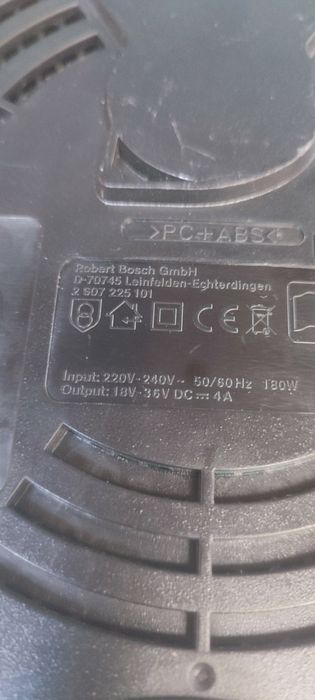 >PC+ABS<
Robert Bosch GmbH
D-70745 Leinfelden-Echterdingen
2 607 225 101
CE
Input: 220V-240V~ 50/60Hz 180W
Output: 18V-36V DC⎓ 4A